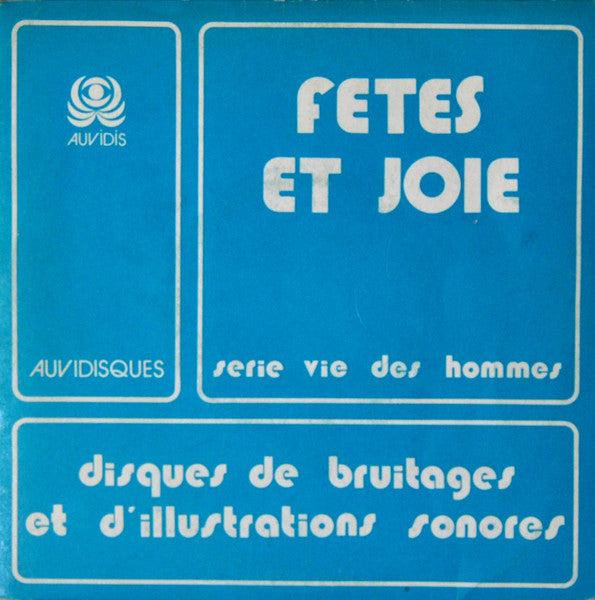 AUVIDIS
AUVIDISQUES
FETES
ET JOIE
serie vie des hommes
disques de bruitages
et d'illustrations sonores